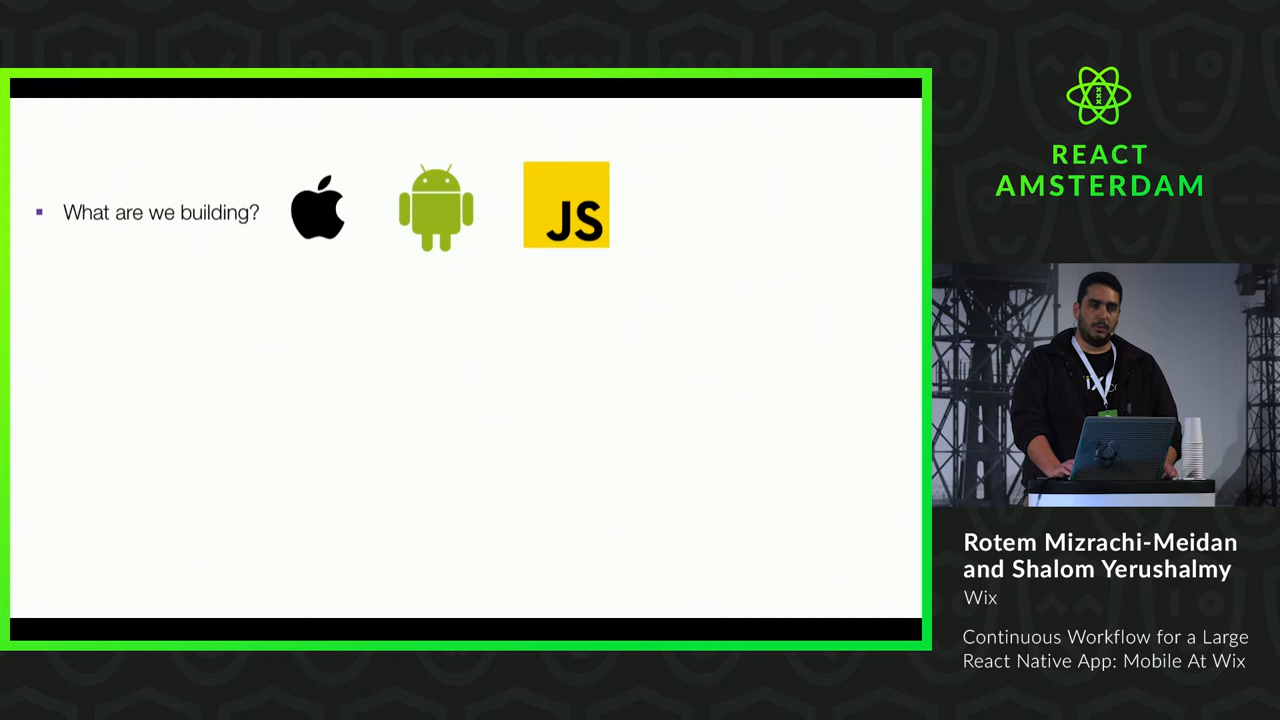 What are we building?
JS
REACT
AMSTERDAM
Rotem Mizrachi-Meidan
and Shalom Yerushalmy
Wix
Continuous Workflow for a Large
React Native App: Mobile At Wix